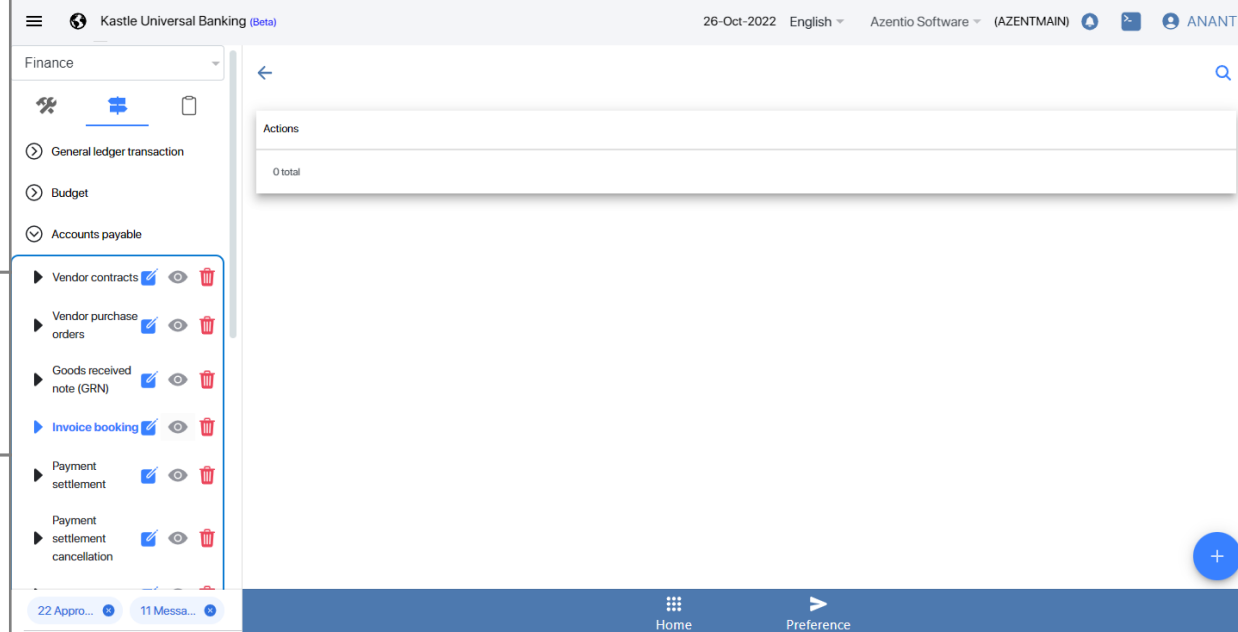 Kastle Universal Banking (Beta)
26-Oct-2022 English Azentio Software (AZENTMAIN) ANANT
Finance
Actions
0 total
General ledger transaction
Budget
Accounts payable
Vendor contracts
Vendor purchase
orders
Goods received
note (GRN)
Invoice booking
Payment
settlement
Payment
settlement
cancellation
22 Appro...
11 Messa...
Home
Preference